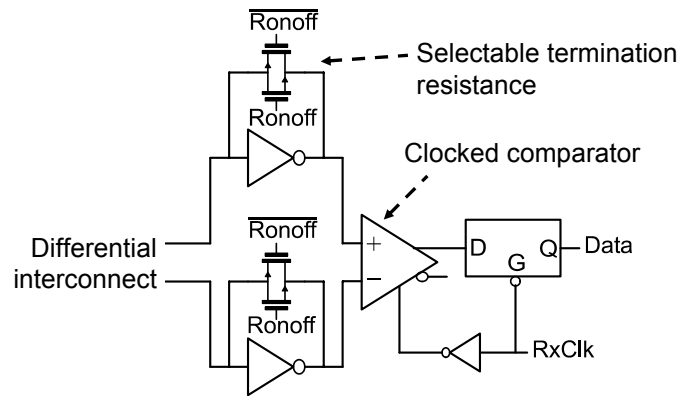 Ronoff
Selectable termination
resistance
Ronoff
Clocked comparator
Differential
interconnect
Ronoff
Ronoff
+
−
D
Q
G
Data
RxClk